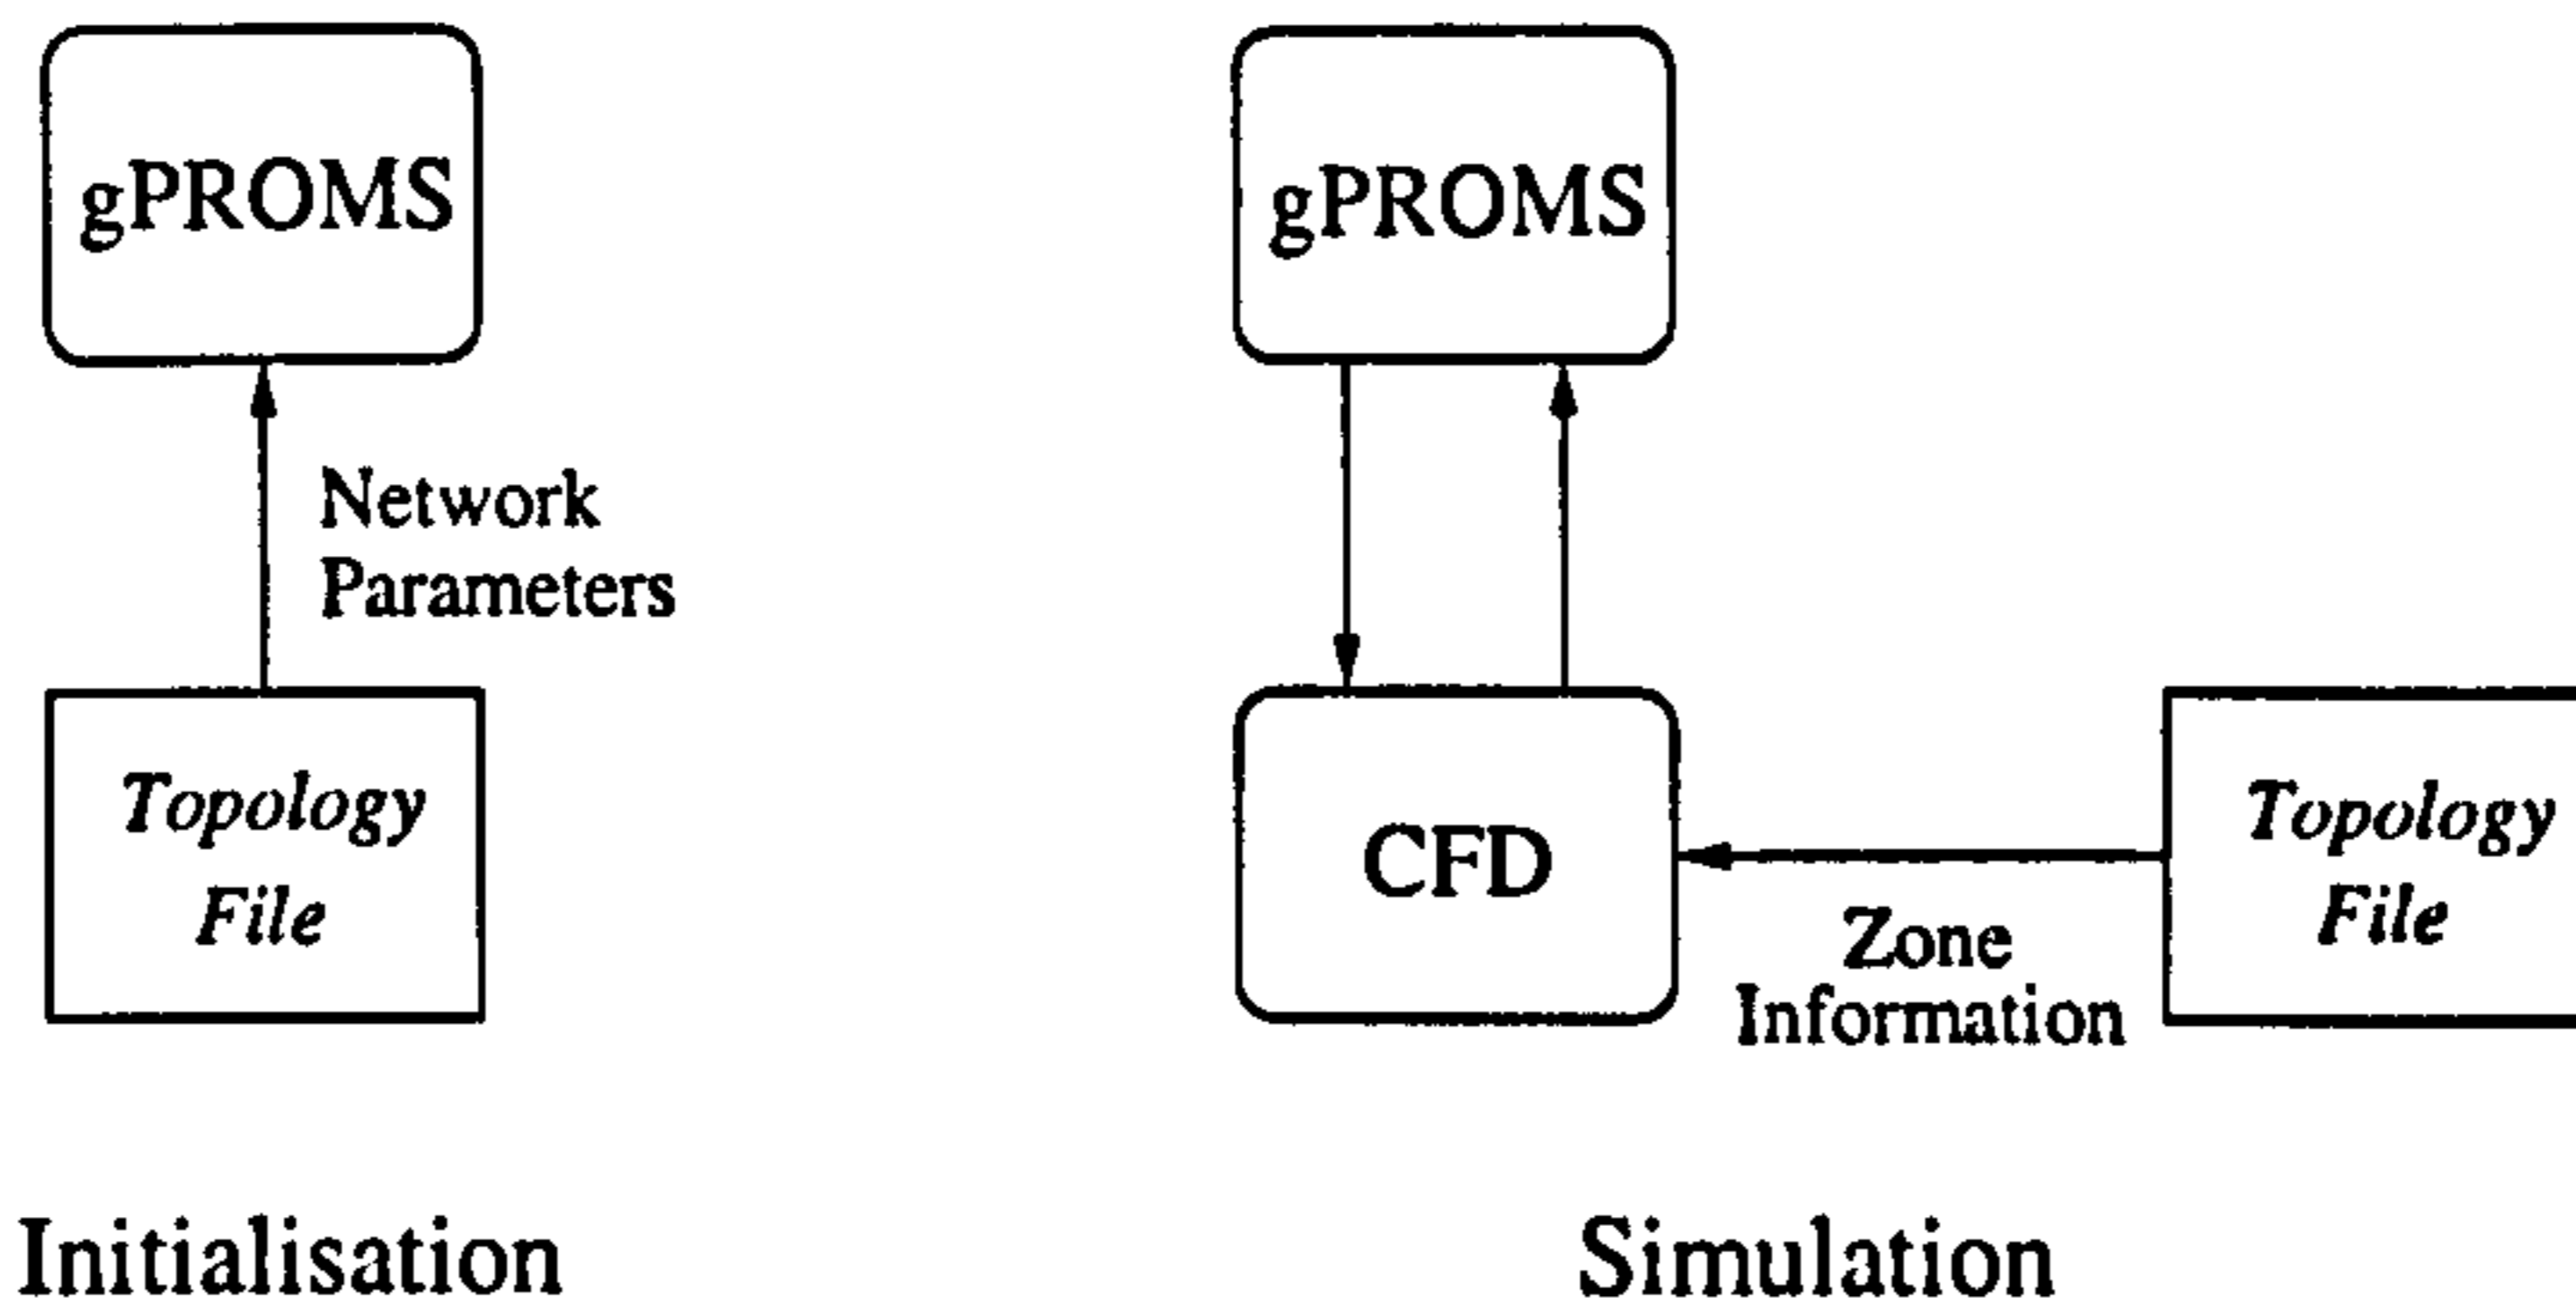 gPROMS
Network
Parameters
Topology
File
Initialisation
gPROMS
CFD
Zone
Information
Topology
File
Simulation